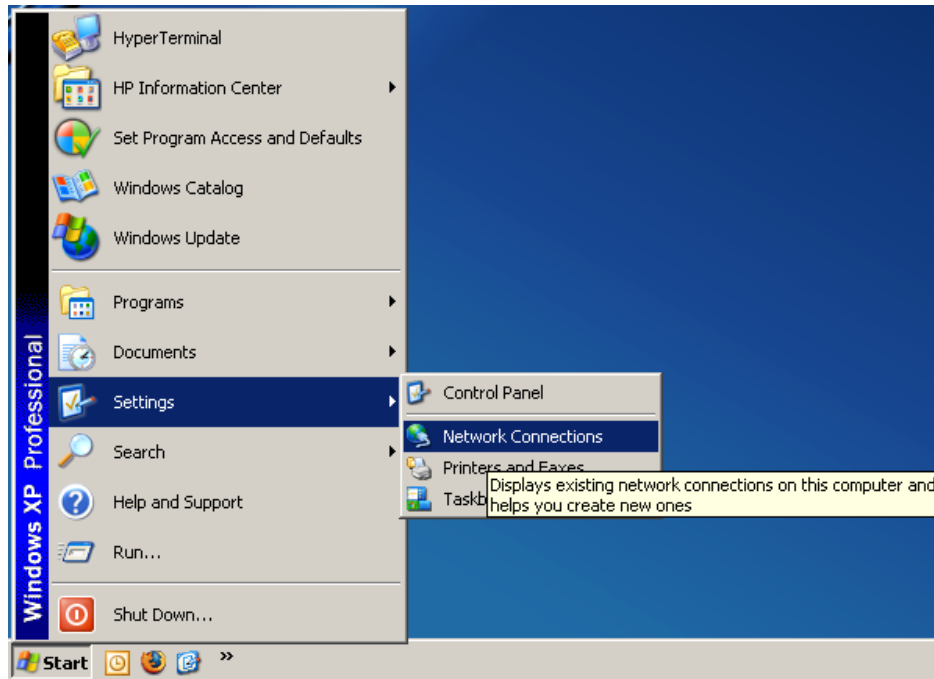 HyperTerminal
HP Information Center
Set Program Access and Defaults
Windows Catalog
Windows Update
Programs
Documents
Settings
Search
Help and Support
Run...
Shut Down...
Windows XP Professional
Control Panel
Network Connections
Printers and Faxes
Taskb
Displays existing network connections on this computer and
helps you create new ones
Start
»